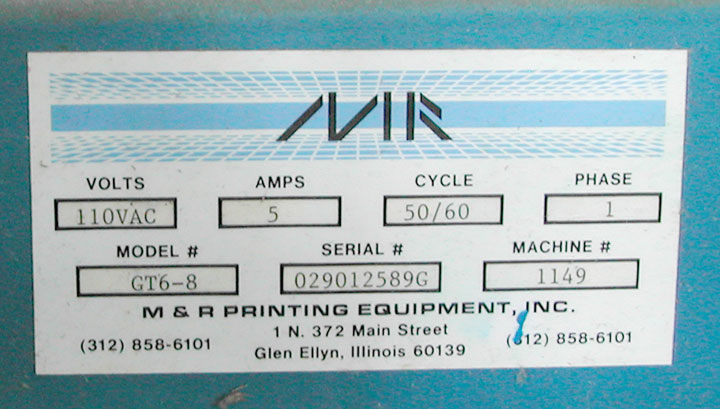 MR
VOLTS AMPS CYCLE PHASE
110VAC 5 50/60 1
MODEL # SERIAL # MACHINE #
GT6-8 029012589G 1149
M & R PRINTING EQUIPMENT, INC.
1 N. 372 Main Street
(312) 858-6101 Glen Ellyn, Illinois 60139 (312) 858-6101